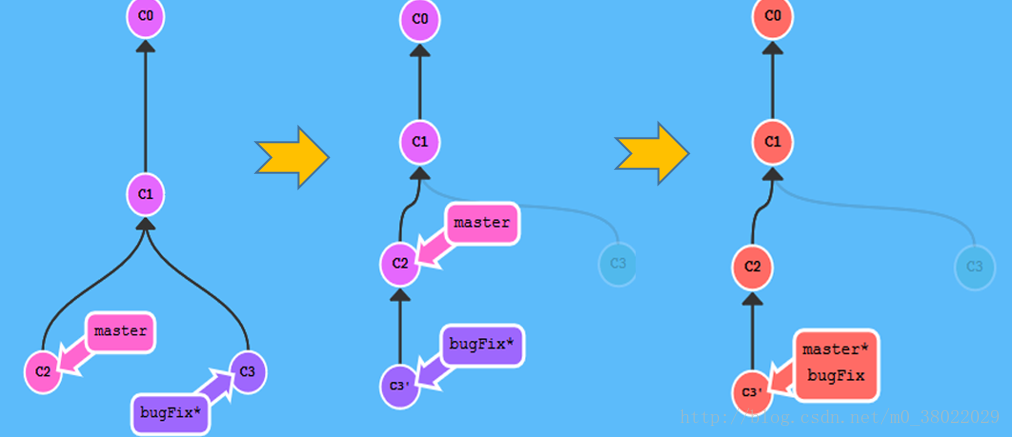 C0
C1
master
C2
C3
bugFix*
C0
C1
master
C2
C3
bugFix*
C3'
C0
C1
C2
C3
master*
bugFix
C3'
http://blog.csdn.net/m0_38022029